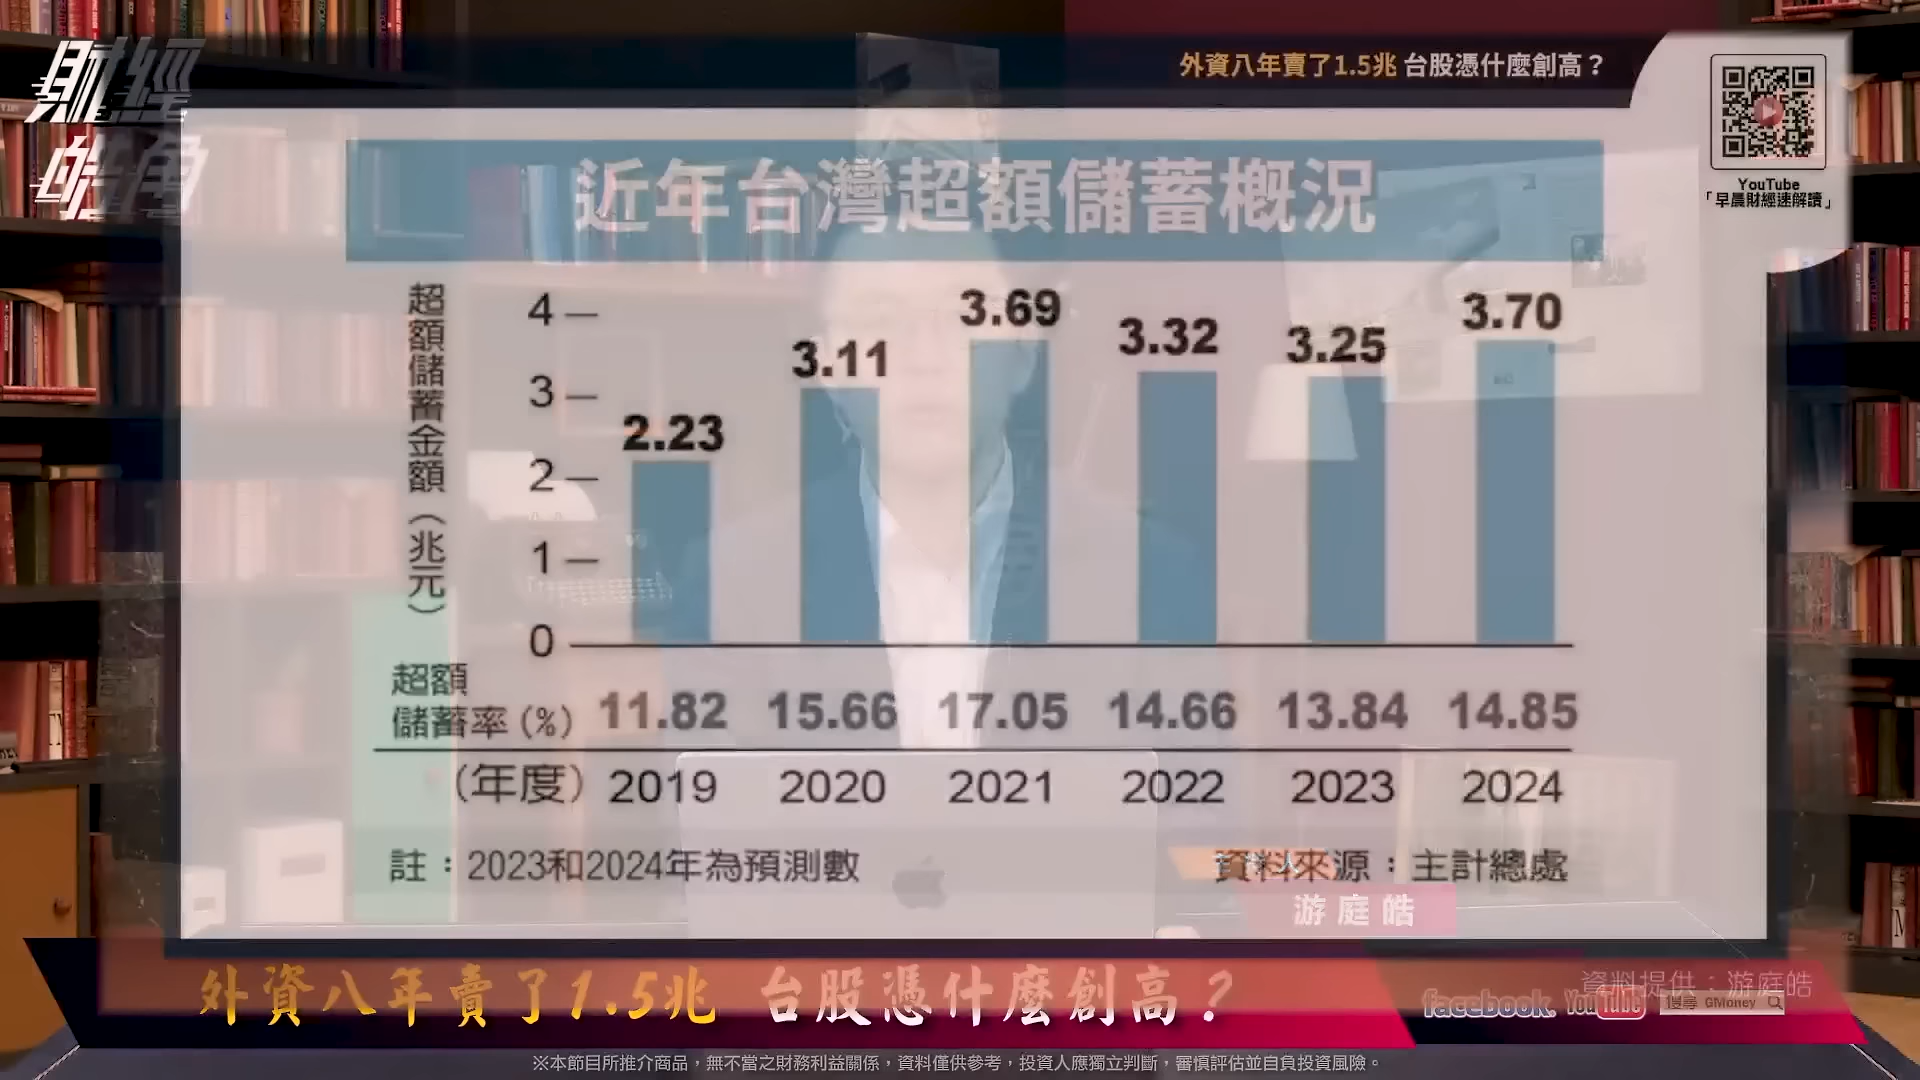 財經
皓角
外資八年賣了1.5兆 台股憑什麼創高？
YouTube
「早晨財經速解讀」
近年台灣超額儲蓄概況
超額儲蓄金額（兆元）
4
3
2
1
0
2.23
3.11
3.69
3.32
3.25
3.70
超額
儲蓄率(%) 11.82 15.66 17.05 14.66 13.84 14.85
（年度） 2019 2020 2021 2022 2023 2024
註：2023和2024年為預測數
資料來源：主計總處
游庭皓
外資八年賣了1.5兆 台股憑什麼創高？
資料提供：游庭皓
facebook. YouTube 搜尋 GMoney
※本節目所推介商品，無不當之財務利益關係，資料僅供參考，投資人應獨立判斷，審慎評估並自負投資風險。